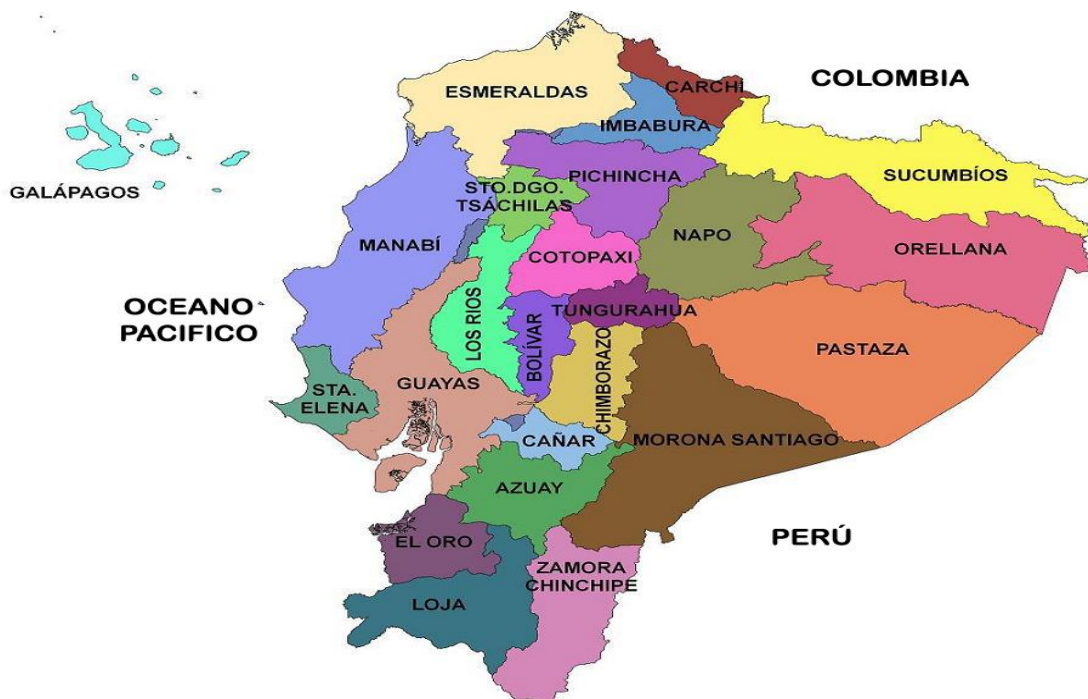 ESMERALDAS
CARCHÍ
COLOMBIA
IMBABURA
GALÁPAGOS
STO.DGO.
TSÁCHILAS
PICHINCHA
SUCUMBÍOS
MANABÍ
NAPO
ORELLANA
COTOPAXI
OCEANO
PACIFICO
LOS RIOS
BOLÍVAR
TUNGURAHUA
CHIMBORAZO
PASTAZA
STA.
ELENA
GUAYAS
CAÑAR
MORONA SANTIAGO
AZUAY
EL ORO
PERÚ
ZAMORA
CHINCHIPE
LOJA